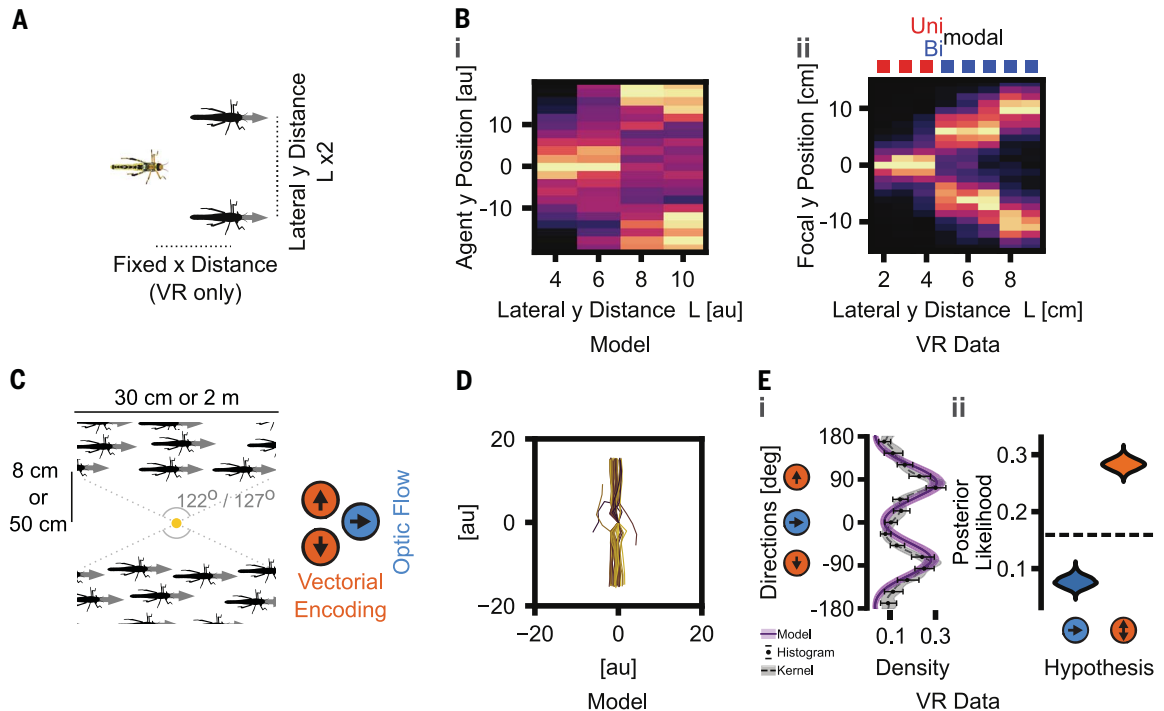 A
Lateral y Distance
L x2
Fixed x Distance
(VR only)
B
i
Agent y Position [au]
10
0
-10
4 6 8 10
Lateral y Distance L [au]
Model
ii
Uni
Bi
modal
Focal y Position [cm]
10
0
-10
2 4 6 8
Lateral y Distance L [cm]
VR Data
C
30 cm or 2 m
8 cm
or
50 cm
122° / 127°
Optic Flow
Vectorial
Encoding
D
20
[au]
0
−20
−20 0 20
[au]
Model
E
i
Directions [deg]
180
90
0
-90
-180
Model
Histogram
Kernel
0.1 0.3
Density
ii
Posterior
Likelihood
0.3
0.2
0.1
Hypothesis
VR Data